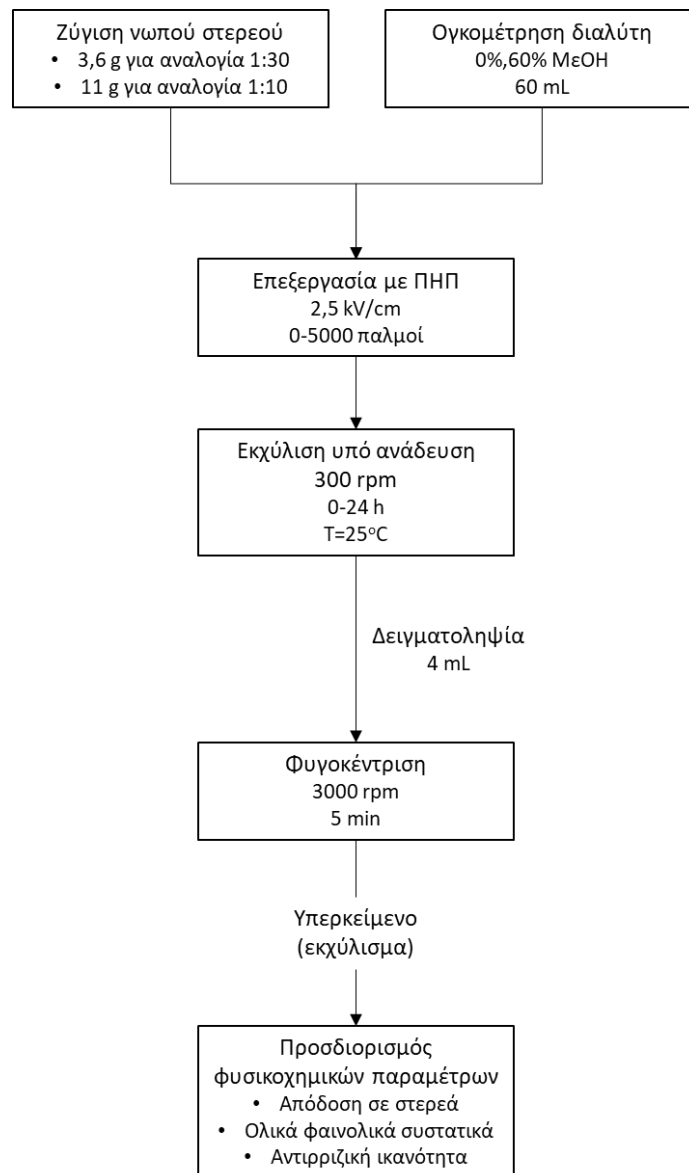 Ζύγιση νωπού στερεού
• 3,6 g για αναλογία 1:30
• 11 g για αναλογία 1:10
Ογκομέτρηση διαλύτη
0%,60% MeOH
60 mL
Επεξεργασία με ΠΗΠ
2,5 kV/cm
0-5000 παλμοί
Εκχύλιση υπό ανάδευση
300 rpm
0-24 h
T=25°C
Δειγματοληψία
4 mL
Φυγοκέντριση
3000 rpm
5 min
Υπερκείμενο
(εκχύλισμα)
Προσδιορισμός
φυσικοχημικών παραμέτρων
• Απόδοση σε στερεά
• Ολικά φαινολικά συστατικά
• Αντιρριζική ικανότητα